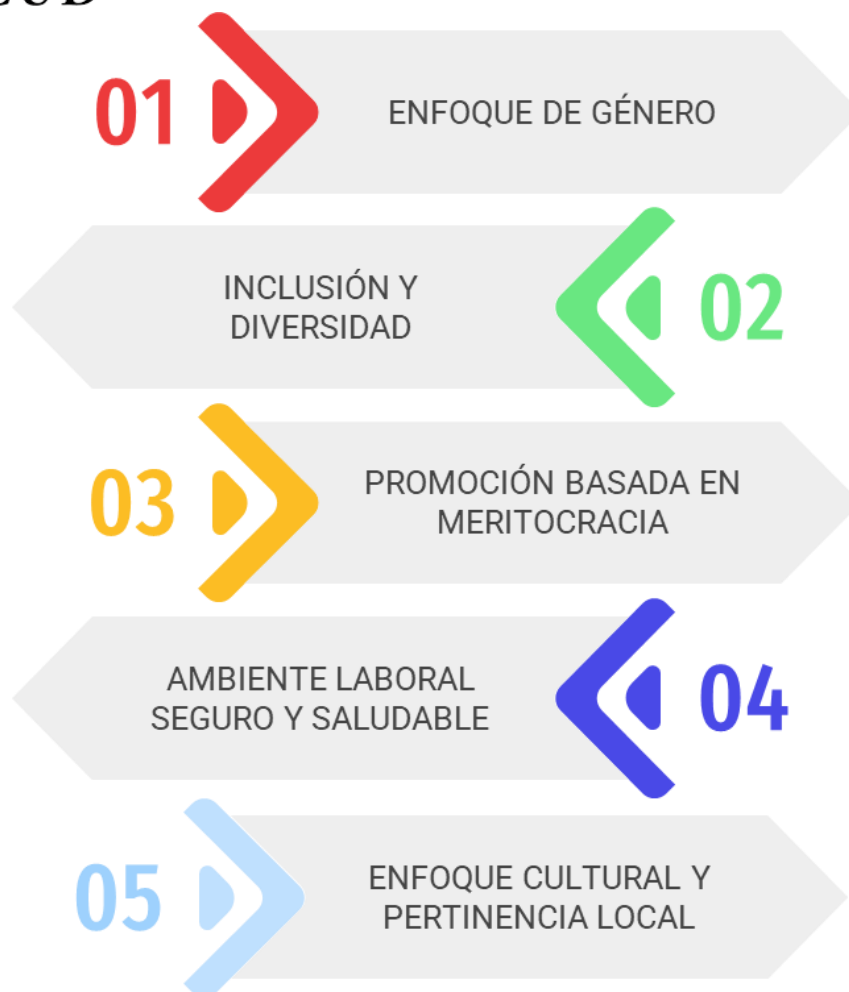 01 ENFOQUE DE GÉNERO
INCLUSIÓN Y
DIVERSIDAD
02
03
PROMOCIÓN BASADA EN
MERITOCRACIA
AMBIENTE LABORAL
SEGURO Y SALUDABLE
04
05
ENFOQUE CULTURAL Y
PERTINENCIA LOCAL